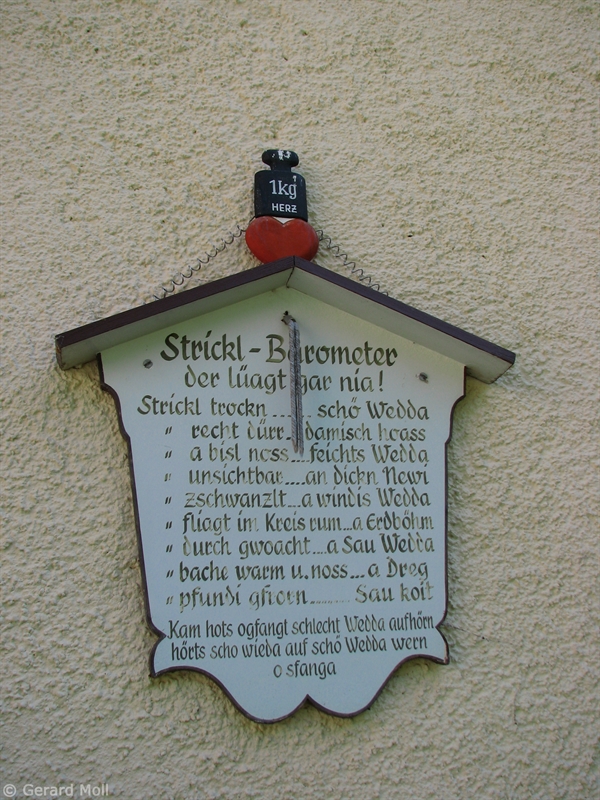 1kg
HERZ
Strickl - Barometer
der lüagt gar nia!
Strickl trockn ...... schö Wedda
" recht dürr...damisch hoass
" a bisl noss....feichts Wedda
" unsichtbar....an dickn Newi
" zschwanzlt...a windis Wedda
" fliagt im Kreis rum...a Erdböhm
" durch gwoacht....a Sau Wedda
" bache warm u. noss... a Dreg
" pfundi gfrorn......... Sau koit
Kam hots ogfangt schlecht Wedda aufhörn
hörts scho wieda auf schö Wedda wern
osfanga
© Gerard Moll